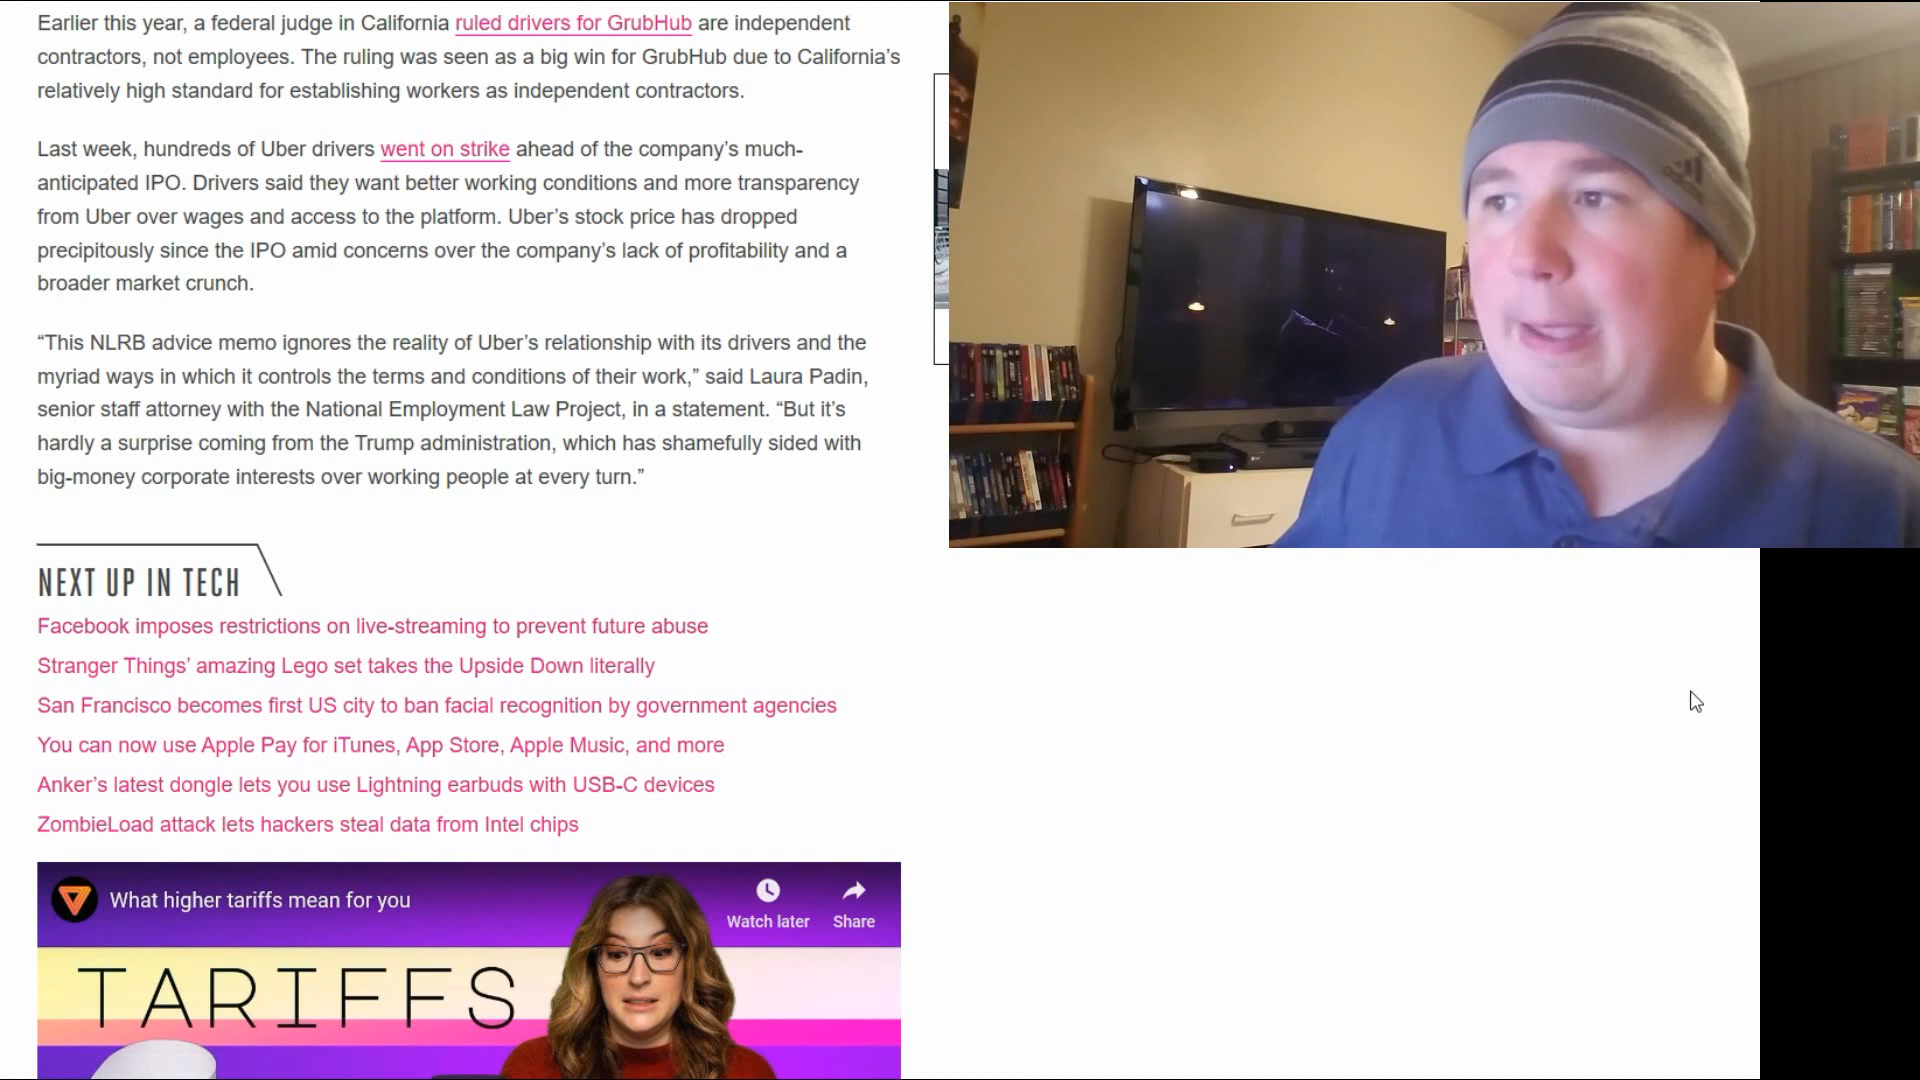 Earlier this year, a federal judge in California ruled drivers for GrubHub are independent
contractors, not employees. The ruling was seen as a big win for GrubHub due to California’s
relatively high standard for establishing workers as independent contractors.
Last week, hundreds of Uber drivers went on strike ahead of the company’s much-
anticipated IPO. Drivers said they want better working conditions and more transparency
from Uber over wages and access to the platform. Uber’s stock price has dropped
precipitously since the IPO amid concerns over the company’s lack of profitability and a
broader market crunch.
“This NLRB advice memo ignores the reality of Uber’s relationship with its drivers and the
myriad ways in which it controls the terms and conditions of their work,” said Laura Padin,
senior staff attorney with the National Employment Law Project, in a statement. “But it’s
hardly a surprise coming from the Trump administration, which has shamefully sided with
big-money corporate interests over working people at every turn.”
NEXT UP IN TECH
Facebook imposes restrictions on live-streaming to prevent future abuse
Stranger Things’ amazing Lego set takes the Upside Down literally
San Francisco becomes first US city to ban facial recognition by government agencies
You can now use Apple Pay for iTunes, App Store, Apple Music, and more
Anker’s latest dongle lets you use Lightning earbuds with USB-C devices
ZombieLoad attack lets hackers steal data from Intel chips
What higher tariffs mean for you
Watch later
Share
TARIFFS
adidas